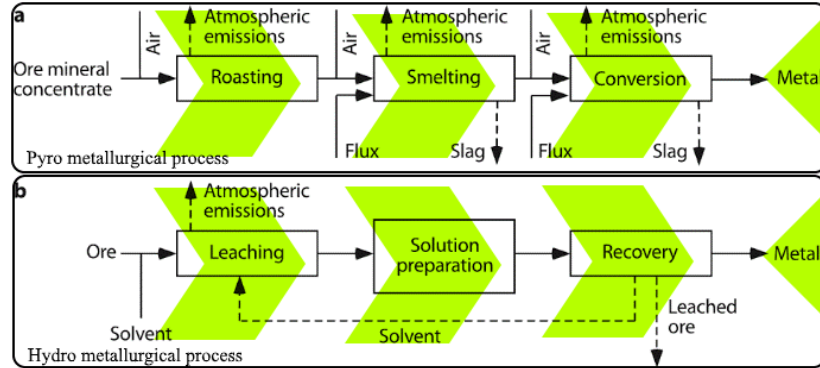 a
Air
Atmospheric
emissions
Air
Atmospheric
emissions
Air
Atmospheric
emissions
Ore mineral
concentrate
Roasting
Smelting
Conversion
Metal
Flux
Slag
Flux
Slag
Pyro metallurgical process
b
Atmospheric
emissions
Ore
Leaching
Solution
preparation
Recovery
Metal
Solvent
Solvent
Leached
ore
Hydro metallurgical process